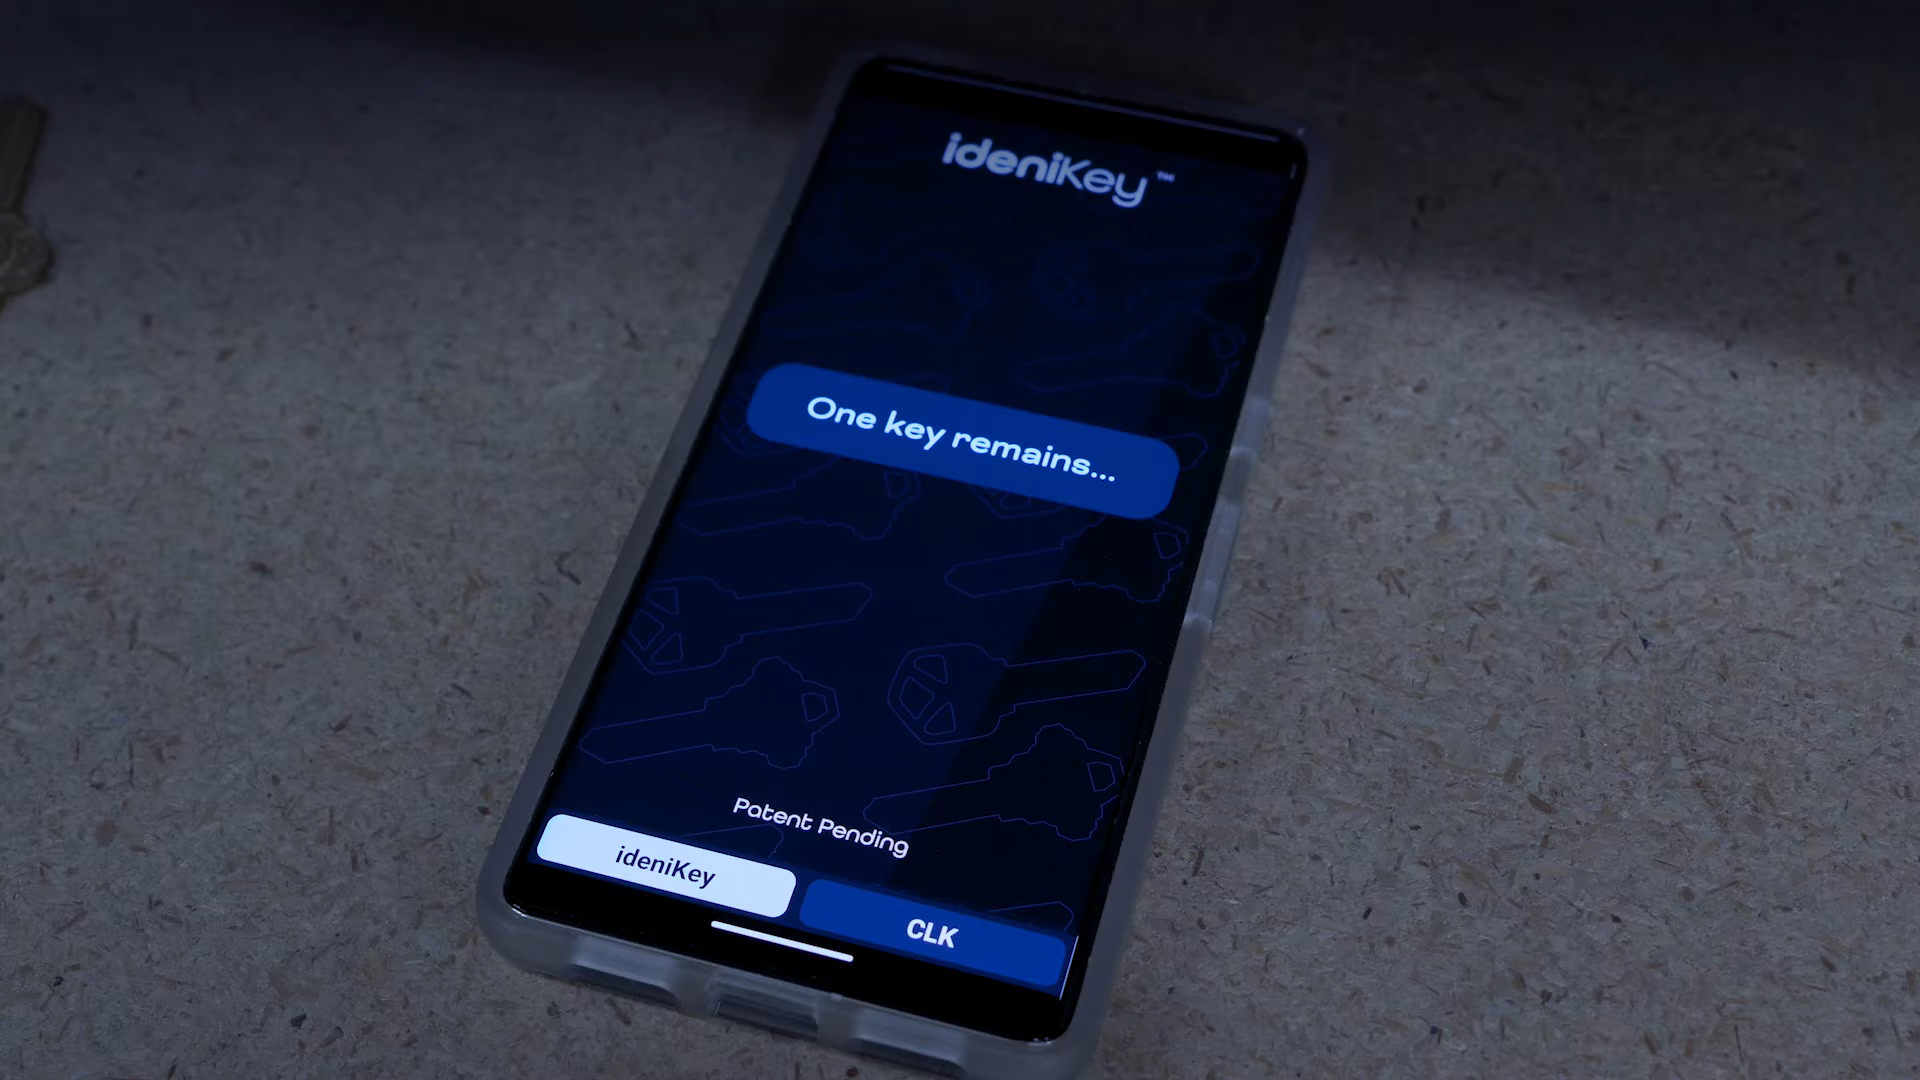 ideniKey™
One key remains...
Patent Pending
ideniKey
CLK